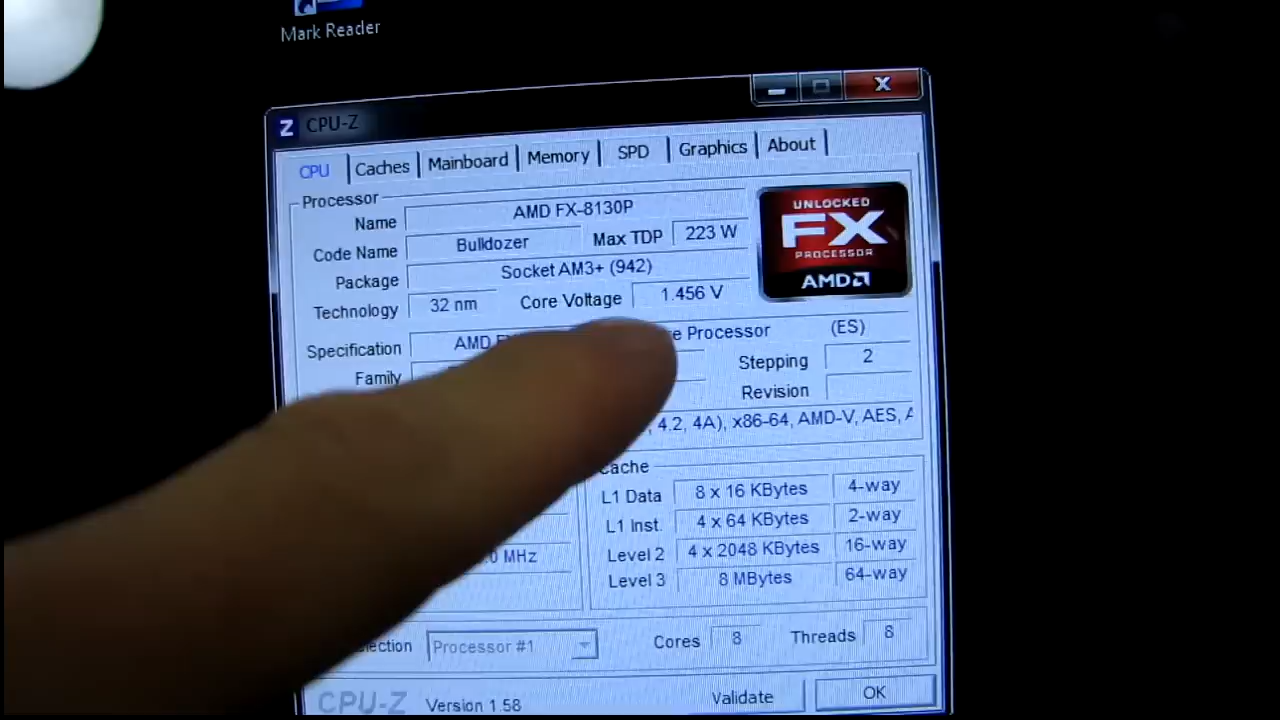 Mark Reader
CPU-Z
CPU Caches Mainboard Memory SPD Graphics About
Processor
Name AMD FX-8130P
Code Name Bulldozer Max TDP 223 W
Package Socket AM3+ (942)
Technology 32 nm Core Voltage 1.456 V
UNLOCKED
FX
PROCESSOR
AMD
Specification AMD Processor (ES)
Family Stepping 2
Revision
4.2, 4A), x86-64, AMD-V, AES,
Cache
L1 Data 8 x 16 KBytes 4-way
L1 Inst. 4 x 64 KBytes 2-way
Level 2 4 x 2048 KBytes 16-way
MHz
Level 3 8 MBytes 64-way
Processor #1 Cores 8 Threads 8
CPU-Z Version 1.58 Validate OK